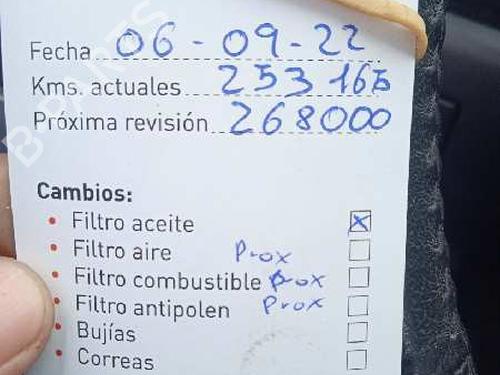 Fecha 06-09-22
Kms. actuales 253165
Próxima revisión 268000
Cambios:
• Filtro aceite X
• Filtro aire Prox
• Filtro combustible Prox
• Filtro antipolen Prox
• Bujías
• Correas
B-PARTS